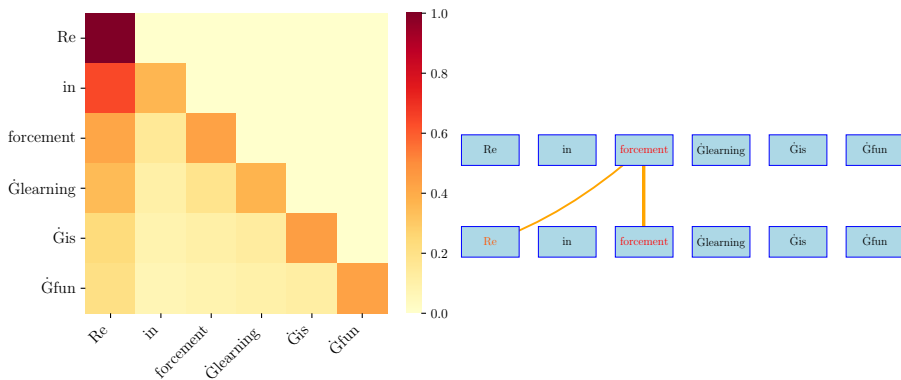 Re
in
forcement
Ġlearning
Ġis
Ġfun
Re
in
forcement
Ġlearning
Ġis
Ġfun
1.0
0.8
0.6
0.4
0.2
0.0
Re in forcement Ġlearning Ġis Ġfun
Re in forcement Ġlearning Ġis Ġfun